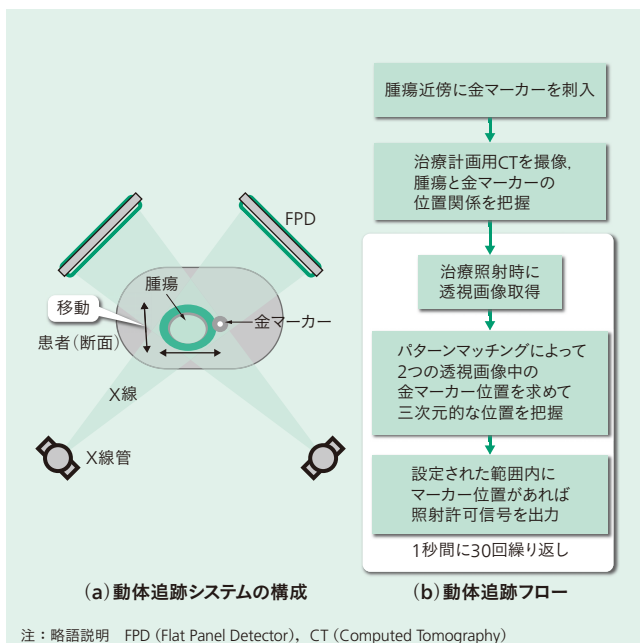 FPD
腫瘍
移動
金マーカー
患者（断面）
X線
X線管
（a）動体追跡システムの構成
腫瘍近傍に金マーカーを刺入
治療計画用CTを撮像，
腫瘍と金マーカーの
位置関係を把握
治療照射時に
透視画像取得
パターンマッチングによって
2つの透視画像中の
金マーカー位置を求めて
三次元的な位置を把握
設定された範囲内に
マーカー位置があれば
照射許可信号を出力
1秒間に30回繰り返し
（b）動体追跡フロー
注：略語説明　FPD（Flat Panel Detector），CT（Computed Tomography）